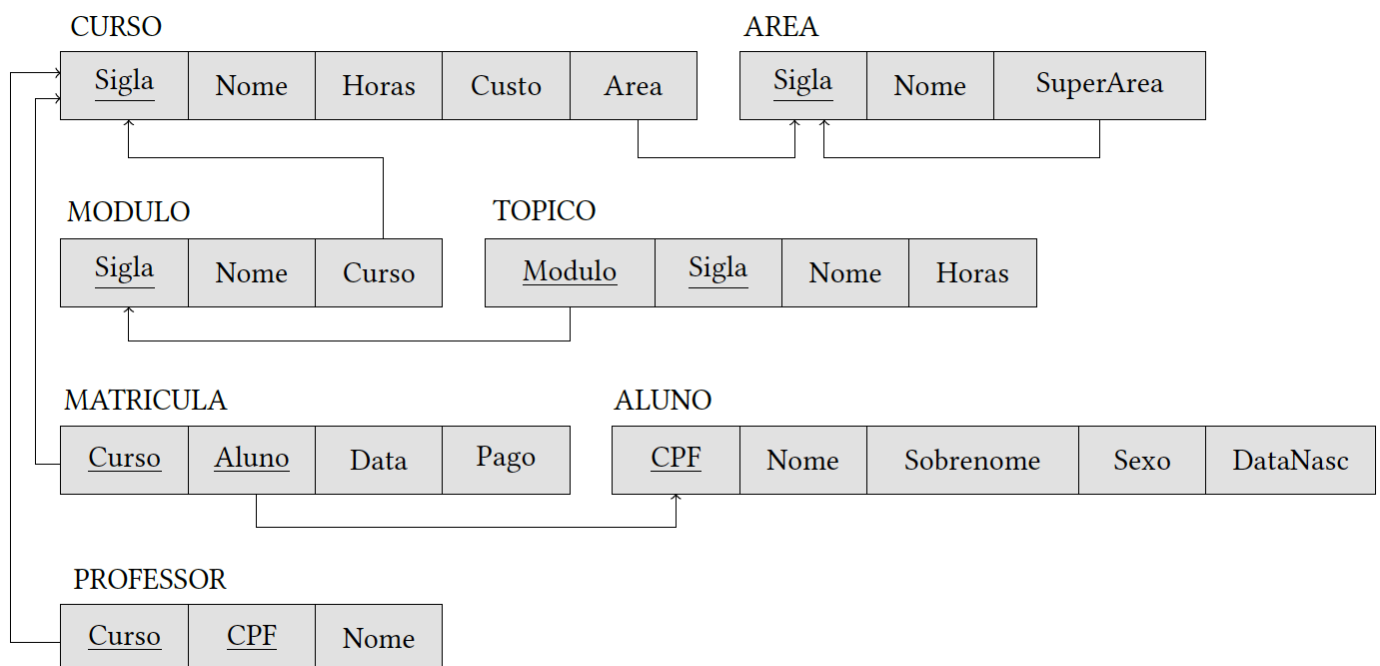 CURSO AREA
Sigla Nome Horas Custo Area Sigla Nome SuperArea
MODULO TOPICO
Sigla Nome Curso Modulo Sigla Nome Horas
MATRICULA ALUNO
Curso Aluno Data Pago CPF Nome Sobrenome Sexo DataNasc
PROFESSOR
Curso CPF Nome